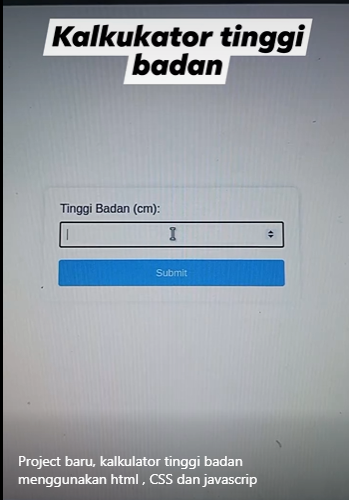 Kalkukator tinggi
badan
Tinggi Badan (cm):
Submit
Project baru, kalkulator tinggi badan
menggunakan html , CSS dan javascrip